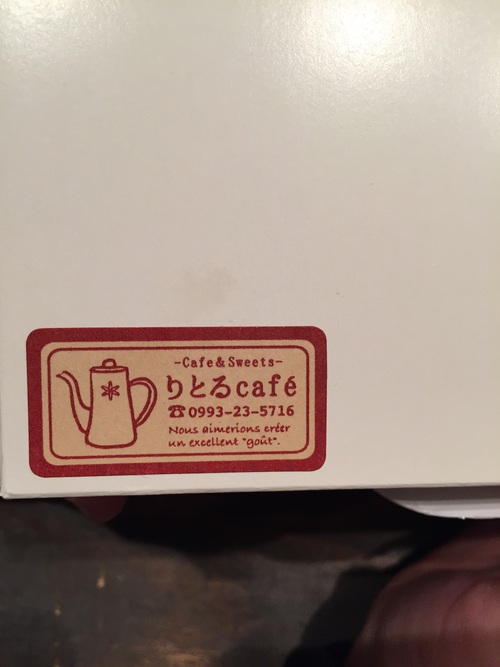 -Cafe&Sweets-
りとるcafé
☎0993-23-5716
Nous aimerions créer
un excellent "goût".